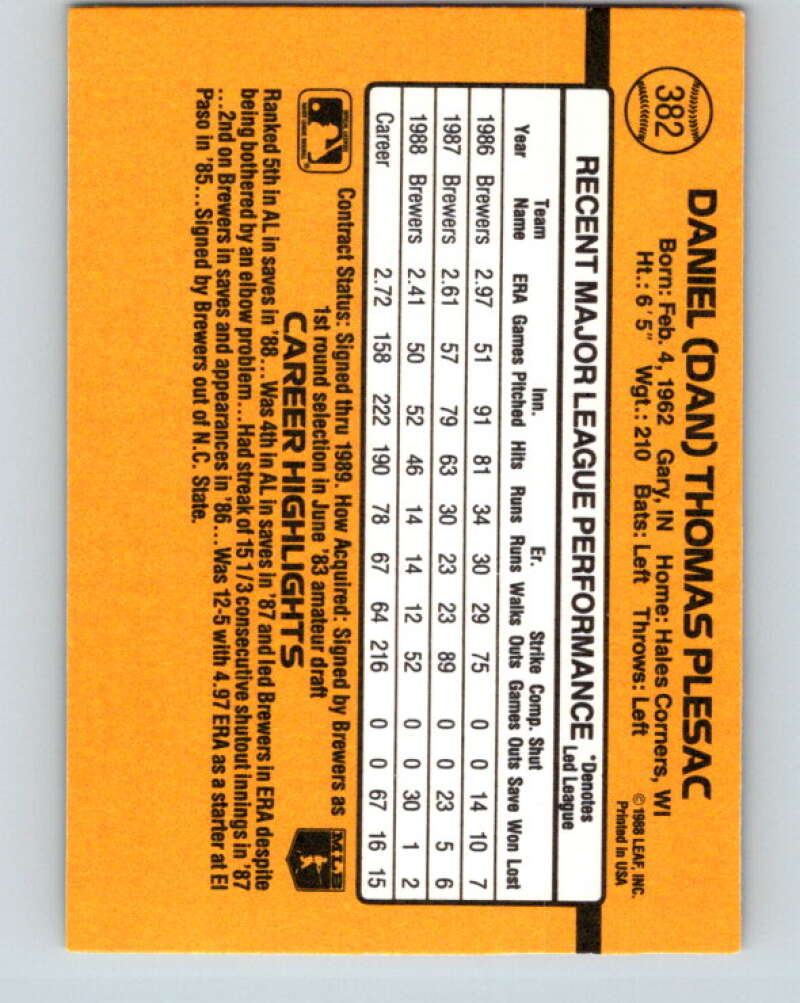 382
DANIEL (DAN) THOMAS PLESAC
Born: Feb. 4, 1962 Gary, IN Home: Hales Corners, WI
Ht.: 6'5" Wgt.: 210 Bats: Left Throws: Left
© 1988 LEAF, INC.
Printed in USA
RECENT MAJOR LEAGUE PERFORMANCE *Denotes Led League
Team Inn. Er. Strike Comp. Shut
Year Name ERA Games Pitched Hits Runs Runs Walks Outs Games Outs Save Won Lost
1986 Brewers 2.97 51 91 81 34 30 29 75 0 0 14 10 7
1987 Brewers 2.61 57 79 63 30 23 23 89 0 0 23 5 6
1988 Brewers 2.41 50 52 46 14 14 12 52 0 0 30 1 2
Career 2.72 158 222 190 78 67 64 216 0 0 67 16 15
Contract Status: Signed thru 1989. How Acquired: Signed by Brewers as
1st round selection in June '83 amateur draft
MLB
CAREER HIGHLIGHTS
Ranked 5th in AL in saves in '88...Was 4th in AL in saves in '87 and led Brewers in ERA despite
being bothered by an elbow problem...Had streak of 15 1/3 consecutive shutout innings in '87
...2nd on Brewers in saves and appearances in '86...Was 12-5 with 4.97 ERA as a starter at El
Paso in '85...Signed by Brewers out of N.C. State.